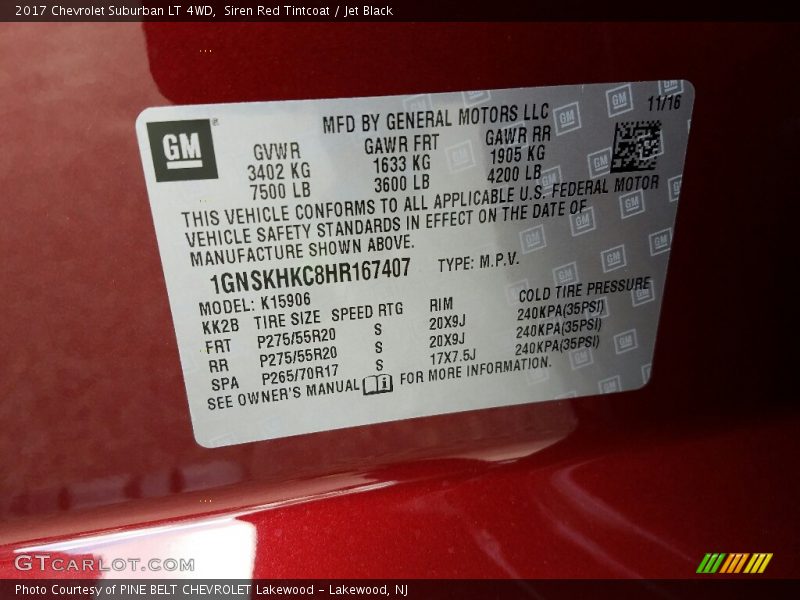 2017 Chevrolet Suburban LT 4WD,  Siren Red Tintcoat / Jet Black
GM
MFD BY GENERAL MOTORS LLC
11/16
GVWR GAWR FRT GAWR RR
3402 KG 1633 KG 1905 KG
7500 LB 3600 LB 4200 LB
THIS VEHICLE CONFORMS TO ALL APPLICABLE U.S. FEDERAL MOTOR
VEHICLE SAFETY STANDARDS IN EFFECT ON THE DATE OF
MANUFACTURE SHOWN ABOVE.
1GNSKHKC8HR167407 TYPE: M.P.V.
MODEL: K15906
KK2B TIRE SIZE SPEED RTG RIM COLD TIRE PRESSURE
FRT P275/55R20 S 20X9J 240KPA(35PSI)
RR P275/55R20 S 20X9J 240KPA(35PSI)
SPA P265/70R17 S 17X7.5J 240KPA(35PSI)
SEE OWNER'S MANUAL FOR MORE INFORMATION.
GTCARLOT.COM
Photo Courtesy of PINE BELT CHEVROLET Lakewood - Lakewood, NJ